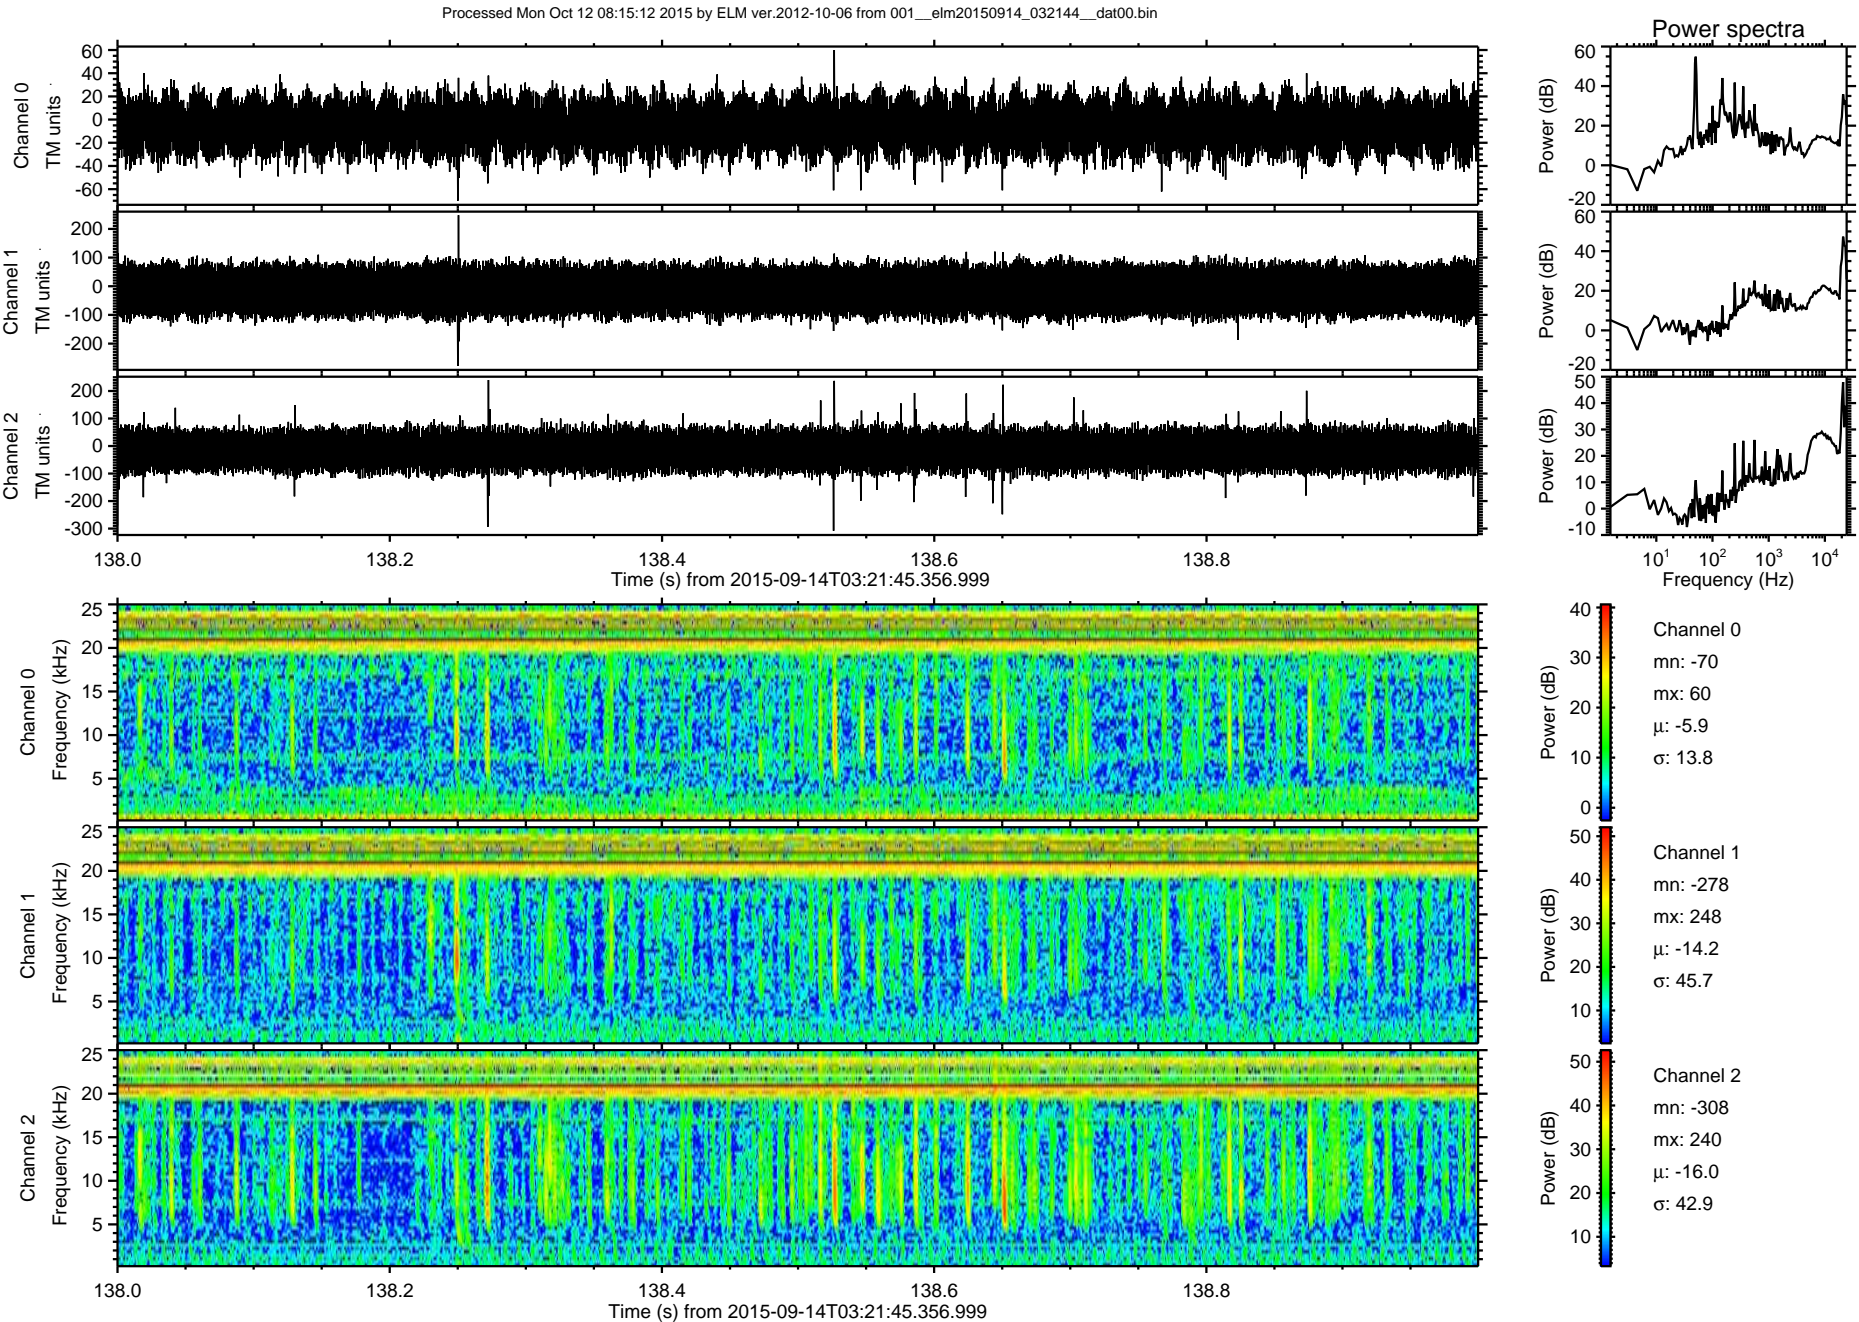 Processed Mon Oct 12 08:15:12 2015 by ELM ver.2012-10-06 from 001__elm20150914_032144__dat00.bin
Power spectra
Channel 0
TM units
60
40
20
0
-20
-40
-60
Power (dB)
60
40
20
0
-20
Channel 1
TM units
200
100
0
-100
-200
Power (dB)
60
40
20
0
-20
Channel 2
TM units
200
100
0
-100
-200
-300
Power (dB)
50
40
30
20
10
0
-10
138.0 138.2 138.4 138.6 138.8
Time (s) from 2015-09-14T03:21:45.356.999
10¹ 10² 10³ 10⁴
Frequency (Hz)
Channel 0
Frequency (kHz)
25
20
15
10
5
Power (dB)
40
30
20
10
0
Channel 0
mn: -70
mx: 60
μ: -5.9
σ: 13.8
Channel 1
Frequency (kHz)
25
20
15
10
5
Power (dB)
50
40
30
20
10
Channel 1
mn: -278
mx: 248
μ: -14.2
σ: 45.7
Channel 2
Frequency (kHz)
25
20
15
10
5
Power (dB)
50
40
30
20
10
Channel 2
mn: -308
mx: 240
μ: -16.0
σ: 42.9
138.0 138.2 138.4 138.6 138.8
Time (s) from 2015-09-14T03:21:45.356.999